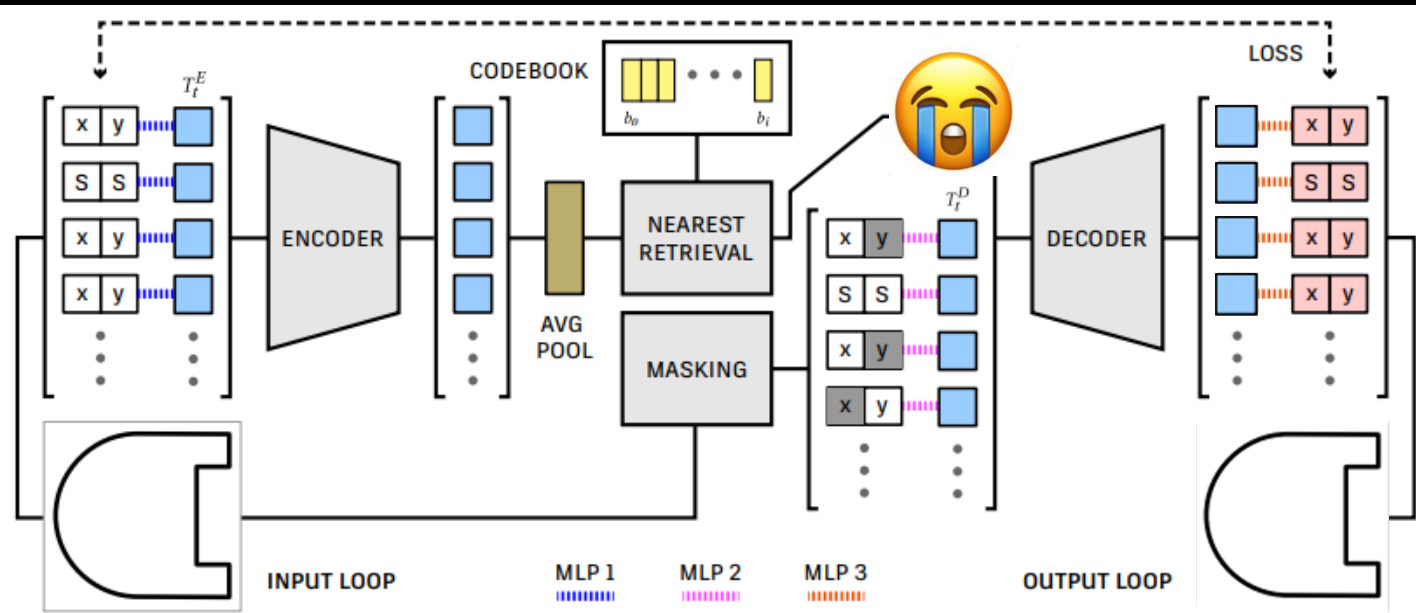 LOSS
CODEBOOK
b_0 b_i
T_t^E
x y
S S
x y
x y
ENCODER
AVG
POOL
NEAREST
RETRIEVAL
MASKING
T_t^D
x y
S S
x y
x y
DECODER
x y
S S
x y
x y
INPUT LOOP
MLP 1
MLP 2
MLP 3
OUTPUT LOOP